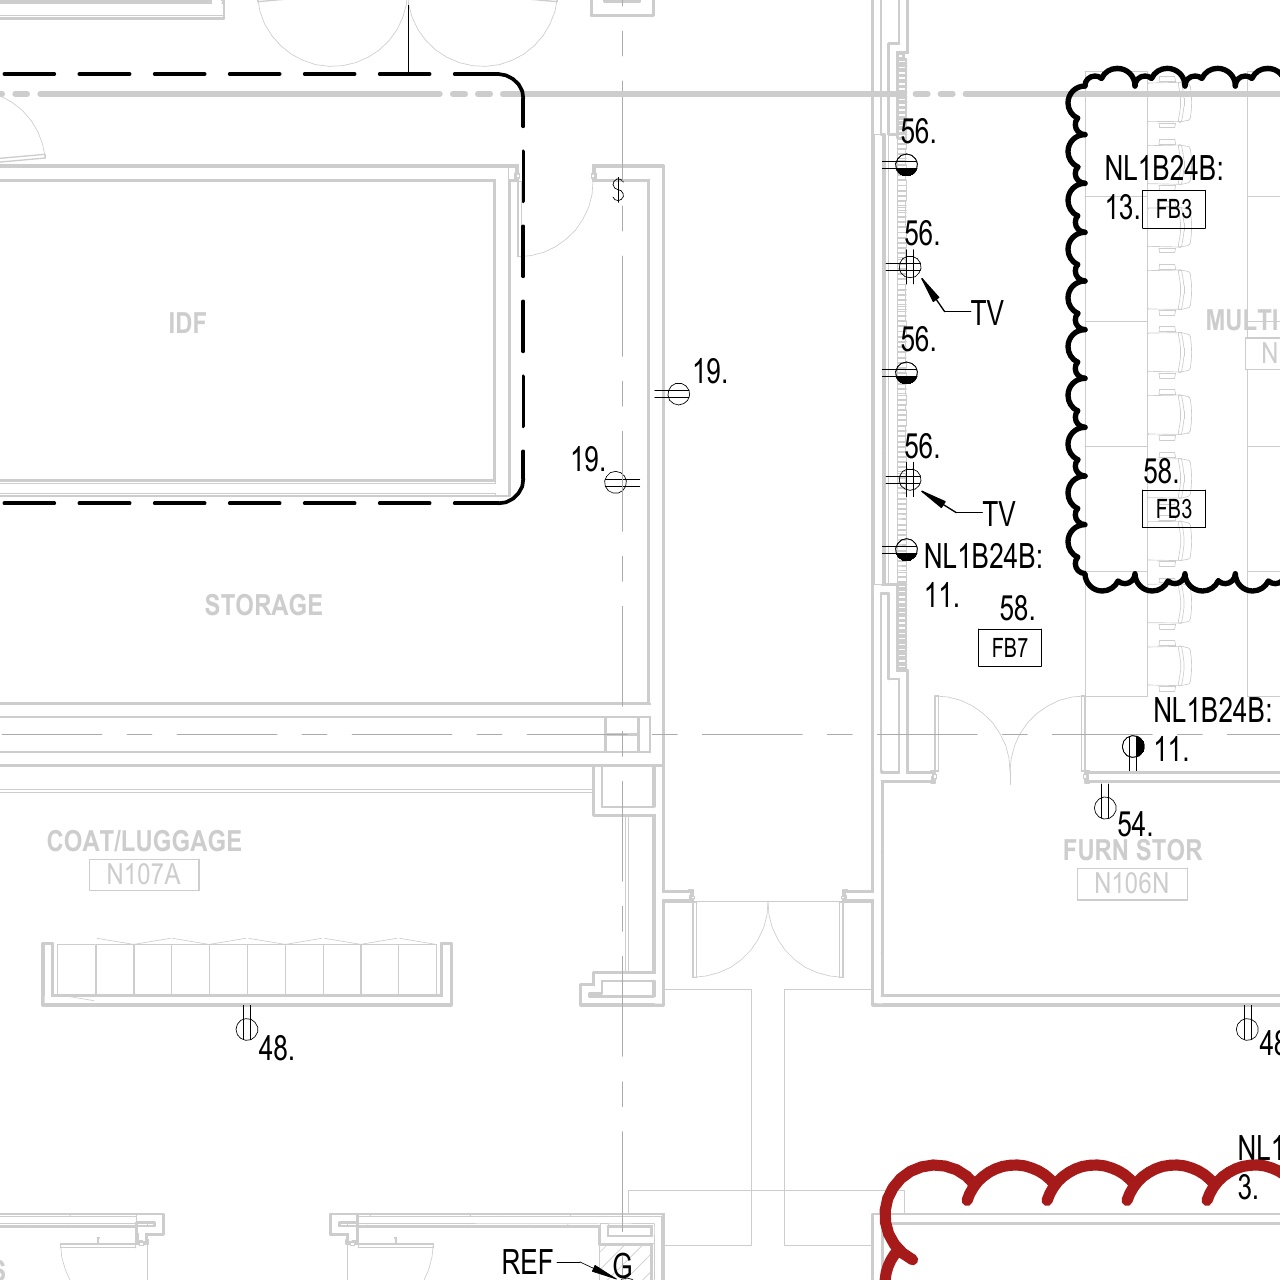 56.
NL1B24B:
13. FB3
$
56.
TV
IDF
MULTI
N
56.
19.
56.
19.
58.
FB3
TV
NL1B24B:
11.
STORAGE
58.
FB7
NL1B24B:
11.
54.
COAT/LUGGAGE
N107A
FURN STOR
N106N
48.
48
NL1
3.
REF
G
S